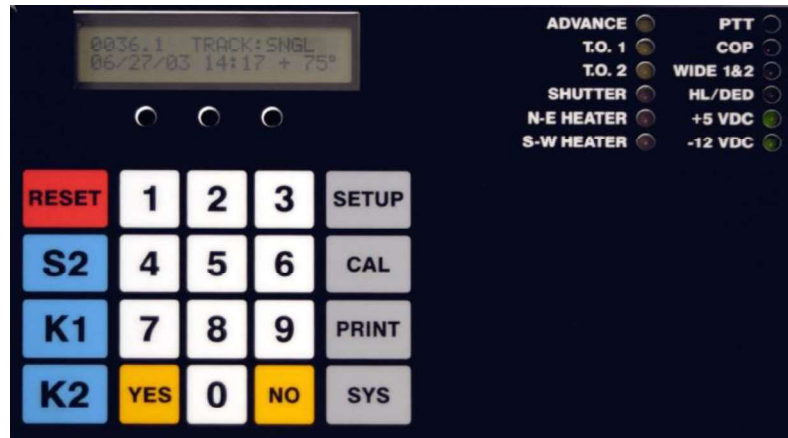 0036.1 TRACK:SNGL
06/27/03 14:17 + 75°
ADVANCE
T.O. 1
T.O. 2
SHUTTER
N-E HEATER
S-W HEATER
PTT
COP
WIDE 1&2
HL/DED
+5 VDC
-12 VDC
RESET 1 2 3 SETUP
S2 4 5 6 CAL
K1 7 8 9 PRINT
K2 YES 0 NO SYS